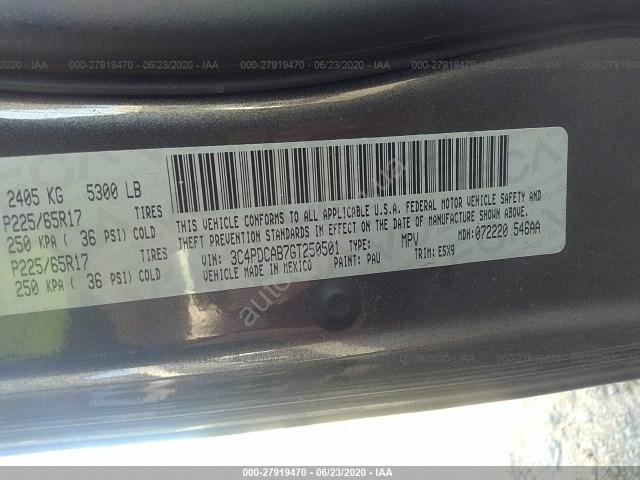 000-27919470 - 06/23/2020 - IAA
2405 KG 5300 LB
P225/65R17 TIRES
250 KPA ( 36 PSI) COLD
P225/65R17 TIRES
250 KPA ( 36 PSI) COLD
THIS VEHICLE CONFORMS TO ALL APPLICABLE U.S.A. FEDERAL MOTOR VEHICLE SAFETY,
BUMPER, AND THEFT PREVENTION STANDARDS IN EFFECT ON THE DATE OF MANUFACTURE SHOWN ABOVE.
VIN: 3C4PDCAB7GT250501 TYPE: MPV MDH: 072220 546AA
VEHICLE MADE IN MEXICO PAINT: PAU TRIM: E5X9
000-27919470 - 06/23/2020 - IAA